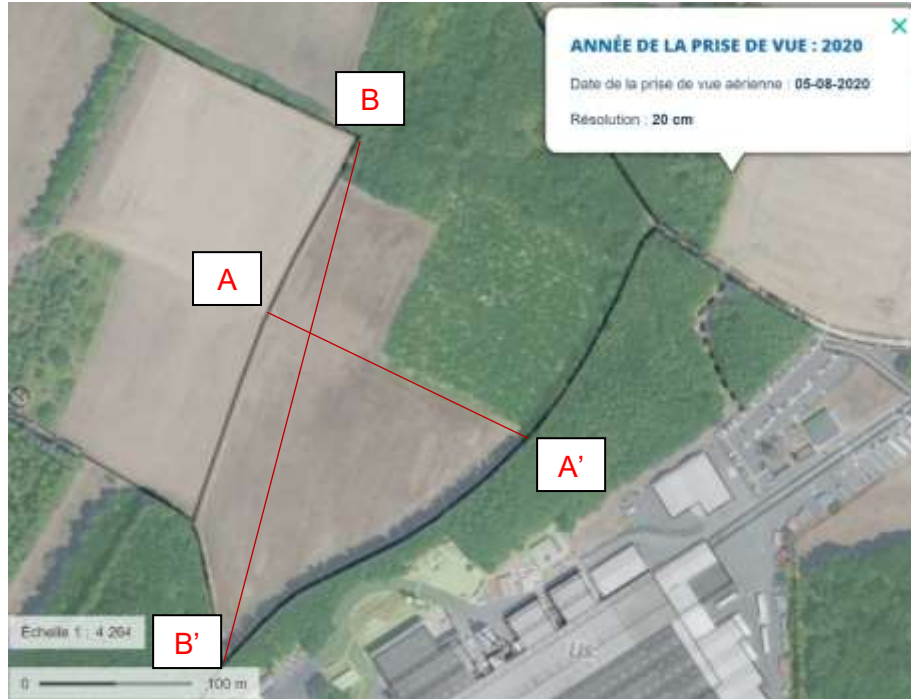 ANNÉE DE LA PRISE DE VUE : 2020
Date de la prise de vue aérienne : 05-08-2020
Résolution : 20 cm
B
A
A'
B'
Echelle 1 : 4 264
0 100 m